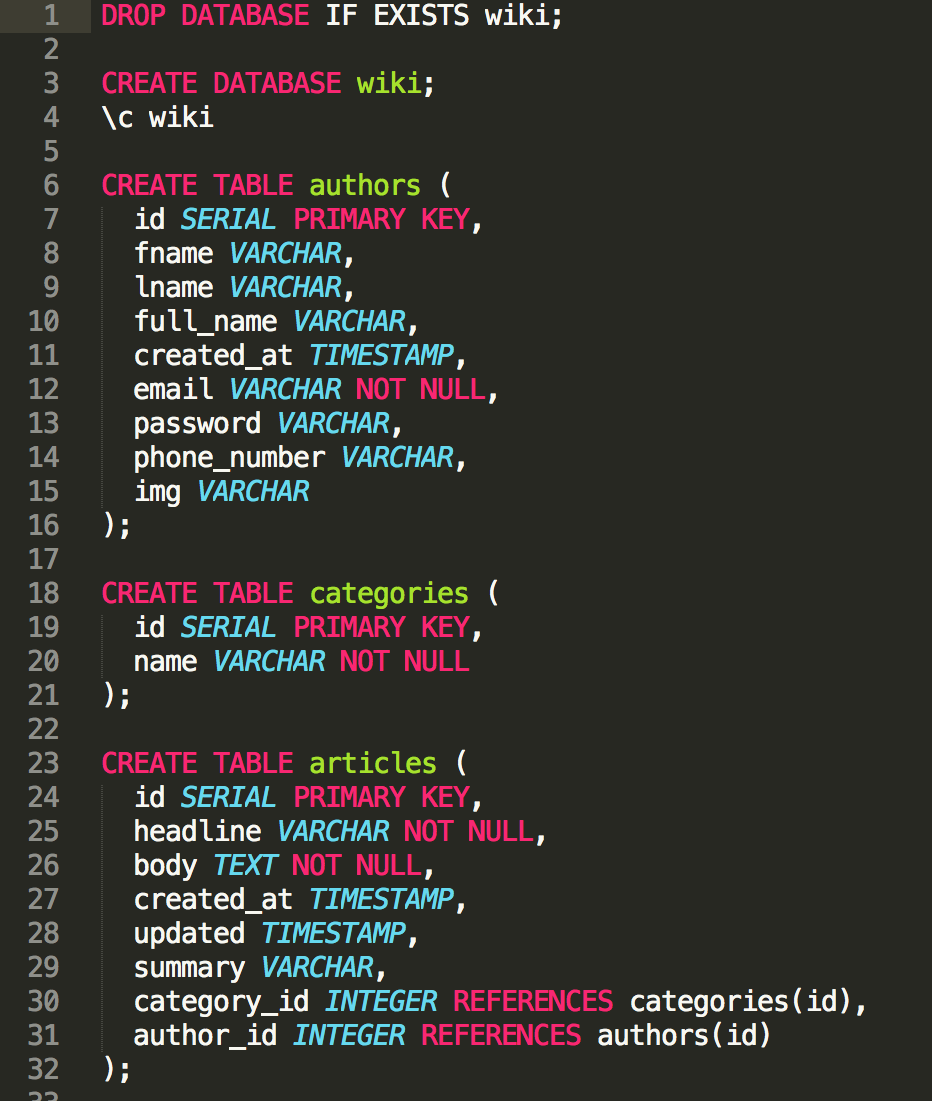 1 DROP DATABASE IF EXISTS wiki;
2
3 CREATE DATABASE wiki;
4 \c wiki
5
6 CREATE TABLE authors (
7   id SERIAL PRIMARY KEY,
8   fname VARCHAR,
9   lname VARCHAR,
10   full_name VARCHAR,
11   created_at TIMESTAMP,
12   email VARCHAR NOT NULL,
13   password VARCHAR,
14   phone_number VARCHAR,
15   img VARCHAR
16 );
17
18 CREATE TABLE categories (
19   id SERIAL PRIMARY KEY,
20   name VARCHAR NOT NULL
21 );
22
23 CREATE TABLE articles (
24   id SERIAL PRIMARY KEY,
25   headline VARCHAR NOT NULL,
26   body TEXT NOT NULL,
27   created_at TIMESTAMP,
28   updated TIMESTAMP,
29   summary VARCHAR,
30   category_id INTEGER REFERENCES categories(id),
31   author_id INTEGER REFERENCES authors(id)
32 );
33